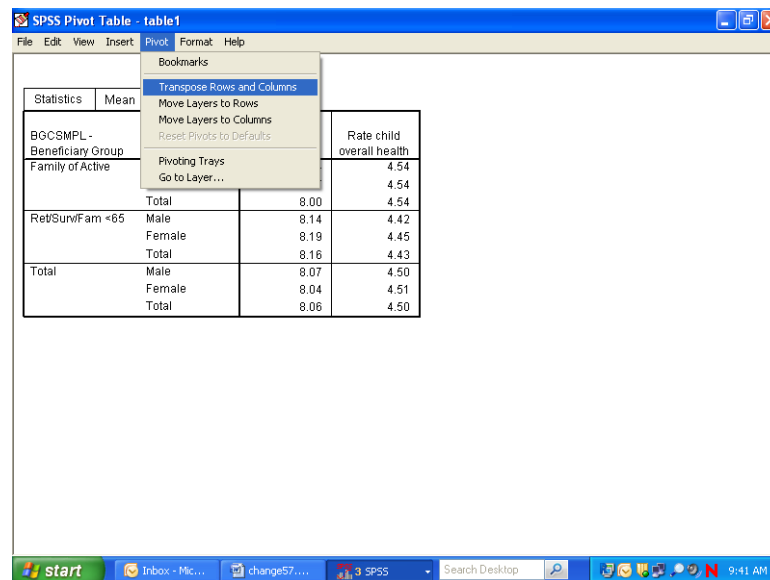 SPSS Pivot Table - table1
File Edit View Insert Pivot Format Help
Bookmarks
Transpose Rows and Columns
Move Layers to Rows
Move Layers to Columns
Reset Pivots to Defaults
Pivoting Trays
Go to Layer...
Statistics Mean
BGCSMPL - Rate child
Beneficiary Group overall health
Family of Active 4.54
4.54
Total 8.00 4.54
Ret/Surv/Fam <65 Male 8.14 4.42
Female 8.19 4.45
Total 8.16 4.43
Total Male 8.07 4.50
Female 8.04 4.51
Total 8.06 4.50
start Inbox - Mic... change57.... 3 SPSS Search Desktop N 9:41 AM